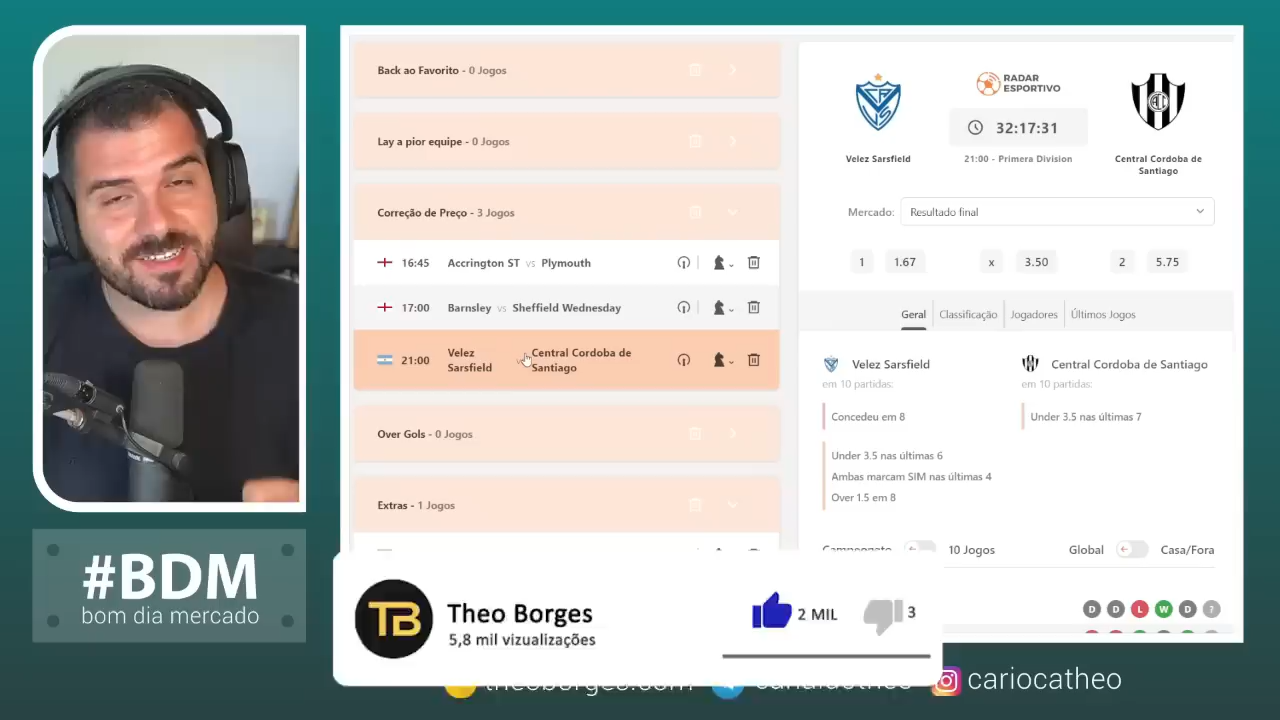 Back ao Favorito - 0 Jogos
Lay a pior equipe - 0 Jogos
Correção de Preço - 3 Jogos
16:45 Accrington ST vs Plymouth
17:00 Barnsley vs Sheffield Wednesday
21:00 Velez Sarsfield Central Cordoba de Santiago
Over Gols - 0 Jogos
Extras - 1 Jogos
RADAR ESPORTIVO
32:17:31
Velez Sarsfield
21:00 - Primera Division
Central Cordoba de Santiago
Mercado: Resultado final
1 1.67 x 3.50 2 5.75
Geral Classificação Jogadores Últimos Jogos
Velez Sarsfield
em 10 partidas:
Concedeu em 8
Under 3.5 nas últimas 6
Ambas marcam SIM nas últimas 4
Over 1.5 em 8
Central Cordoba de Santiago
em 10 partidas:
Under 3.5 nas últimas 7
Campeonato 10 Jogos Global Casa/Fora
D D L W D ?
#BDM
bom dia mercado
TB
Theo Borges
5,8 mil vizualizações
2 MIL 3
theoborges.com canaldotheo cariocatheo